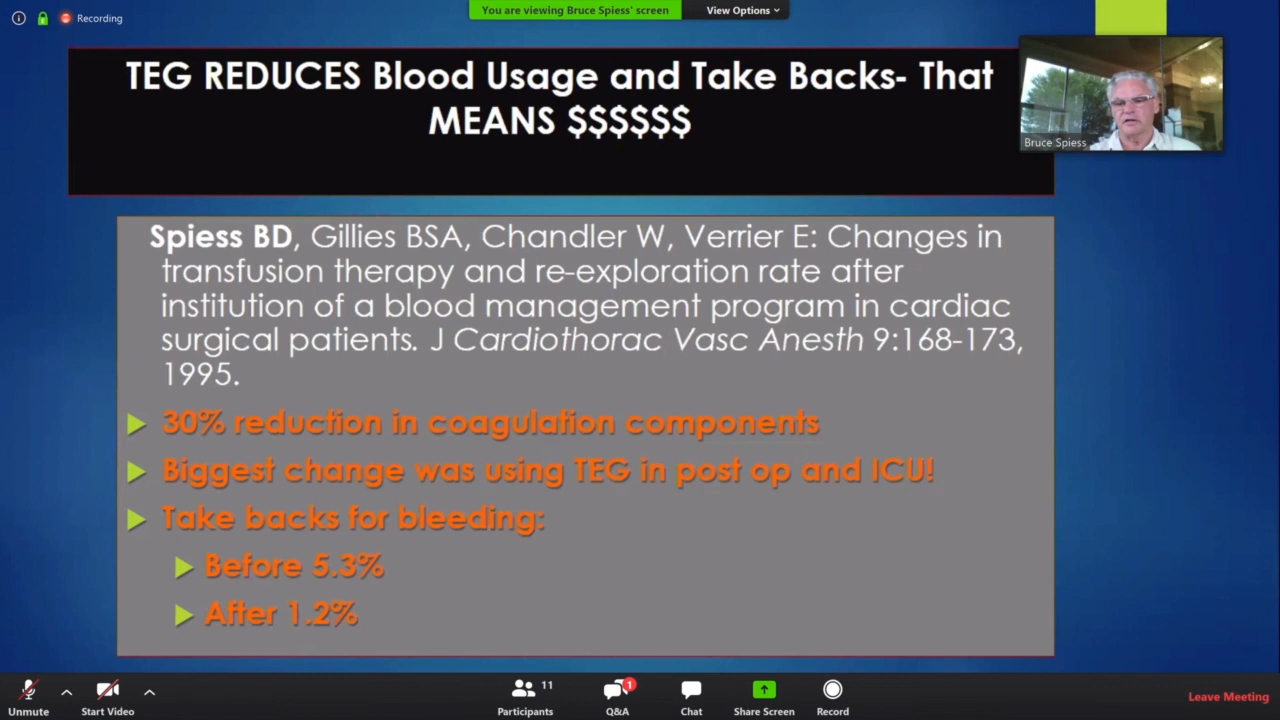 Recording
You are viewing Bruce Spiess' screen
View Options
TEG REDUCES Blood Usage and Take Backs- That
MEANS $$$$$$
Bruce Spiess
Spiess BD, Gillies BSA, Chandler W, Verrier E: Changes in
transfusion therapy and re-exploration rate after
institution of a blood management program in cardiac
surgical patients. J Cardiothorac Vasc Anesth 9:168-173,
1995.
30% reduction in coagulation components
Biggest change was using TEG in post op and ICU!
Take backs for bleeding:
Before 5.3%
After 1.2%
Unmute
Start Video
11
Participants
1
Q&A
Chat
Share Screen
Record
Leave Meeting